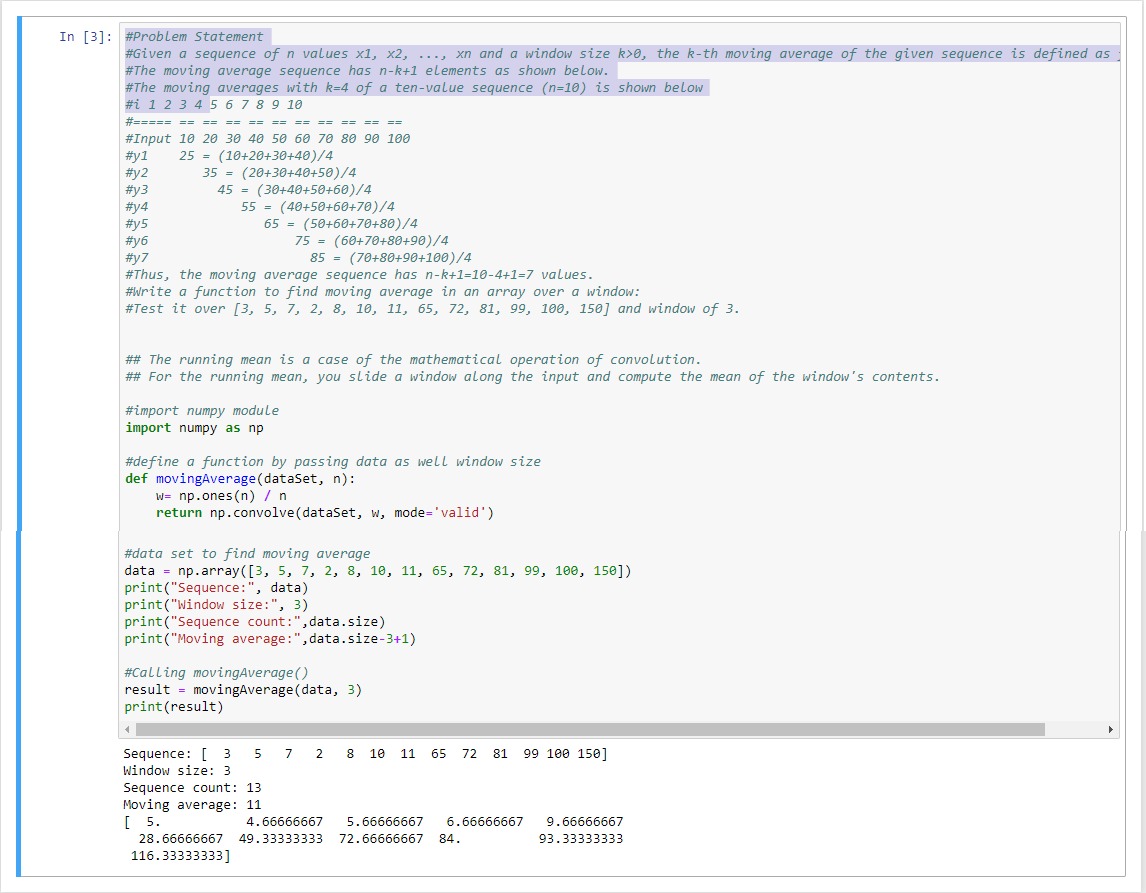 In [3]:
#Problem Statement
#Given a sequence of n values x1, x2, ..., xn and a window size k>0, the k-th moving average of the given sequence is defined as
#The moving average sequence has n-k+1 elements as shown below.
#The moving averages with k=4 of a ten-value sequence (n=10) is shown below
#i 1 2 3 4 5 6 7 8 9 10
#===== == == == == == == == == == ==
#Input 10 20 30 40 50 60 70 80 90 100
#y1    25 = (10+20+30+40)/4
#y2       35 = (20+30+40+50)/4
#y3         45 = (30+40+50+60)/4
#y4            55 = (40+50+60+70)/4
#y5               65 = (50+60+70+80)/4
#y6                   75 = (60+70+80+90)/4
#y7                     85 = (70+80+90+100)/4
#Thus, the moving average sequence has n-k+1=10-4+1=7 values.
#Write a function to find moving average in an array over a window:
#Test it over [3, 5, 7, 2, 8, 10, 11, 65, 72, 81, 99, 100, 150] and window of 3.
## The running mean is a case of the mathematical operation of convolution.
## For the running mean, you slide a window along the input and compute the mean of the window's contents.
#import numpy module
import numpy as np
#define a function by passing data as well window size
def movingAverage(dataSet, n):
    w= np.ones(n) / n
    return np.convolve(dataSet, w, mode='valid')
#data set to find moving average
data = np.array([3, 5, 7, 2, 8, 10, 11, 65, 72, 81, 99, 100, 150])
print("Sequence:", data)
print("Window size:", 3)
print("Sequence count:",data.size)
print("Moving average:",data.size-3+1)
#Calling movingAverage()
result = movingAverage(data, 3)
print(result)
Sequence: [  3   5   7   2   8  10  11  65  72  81  99 100 150]
Window size: 3
Sequence count: 13
Moving average: 11
[  5.           4.66666667   5.66666667   6.66666667   9.66666667
  28.66666667  49.33333333  72.66666667  84.          93.33333333
 116.33333333]